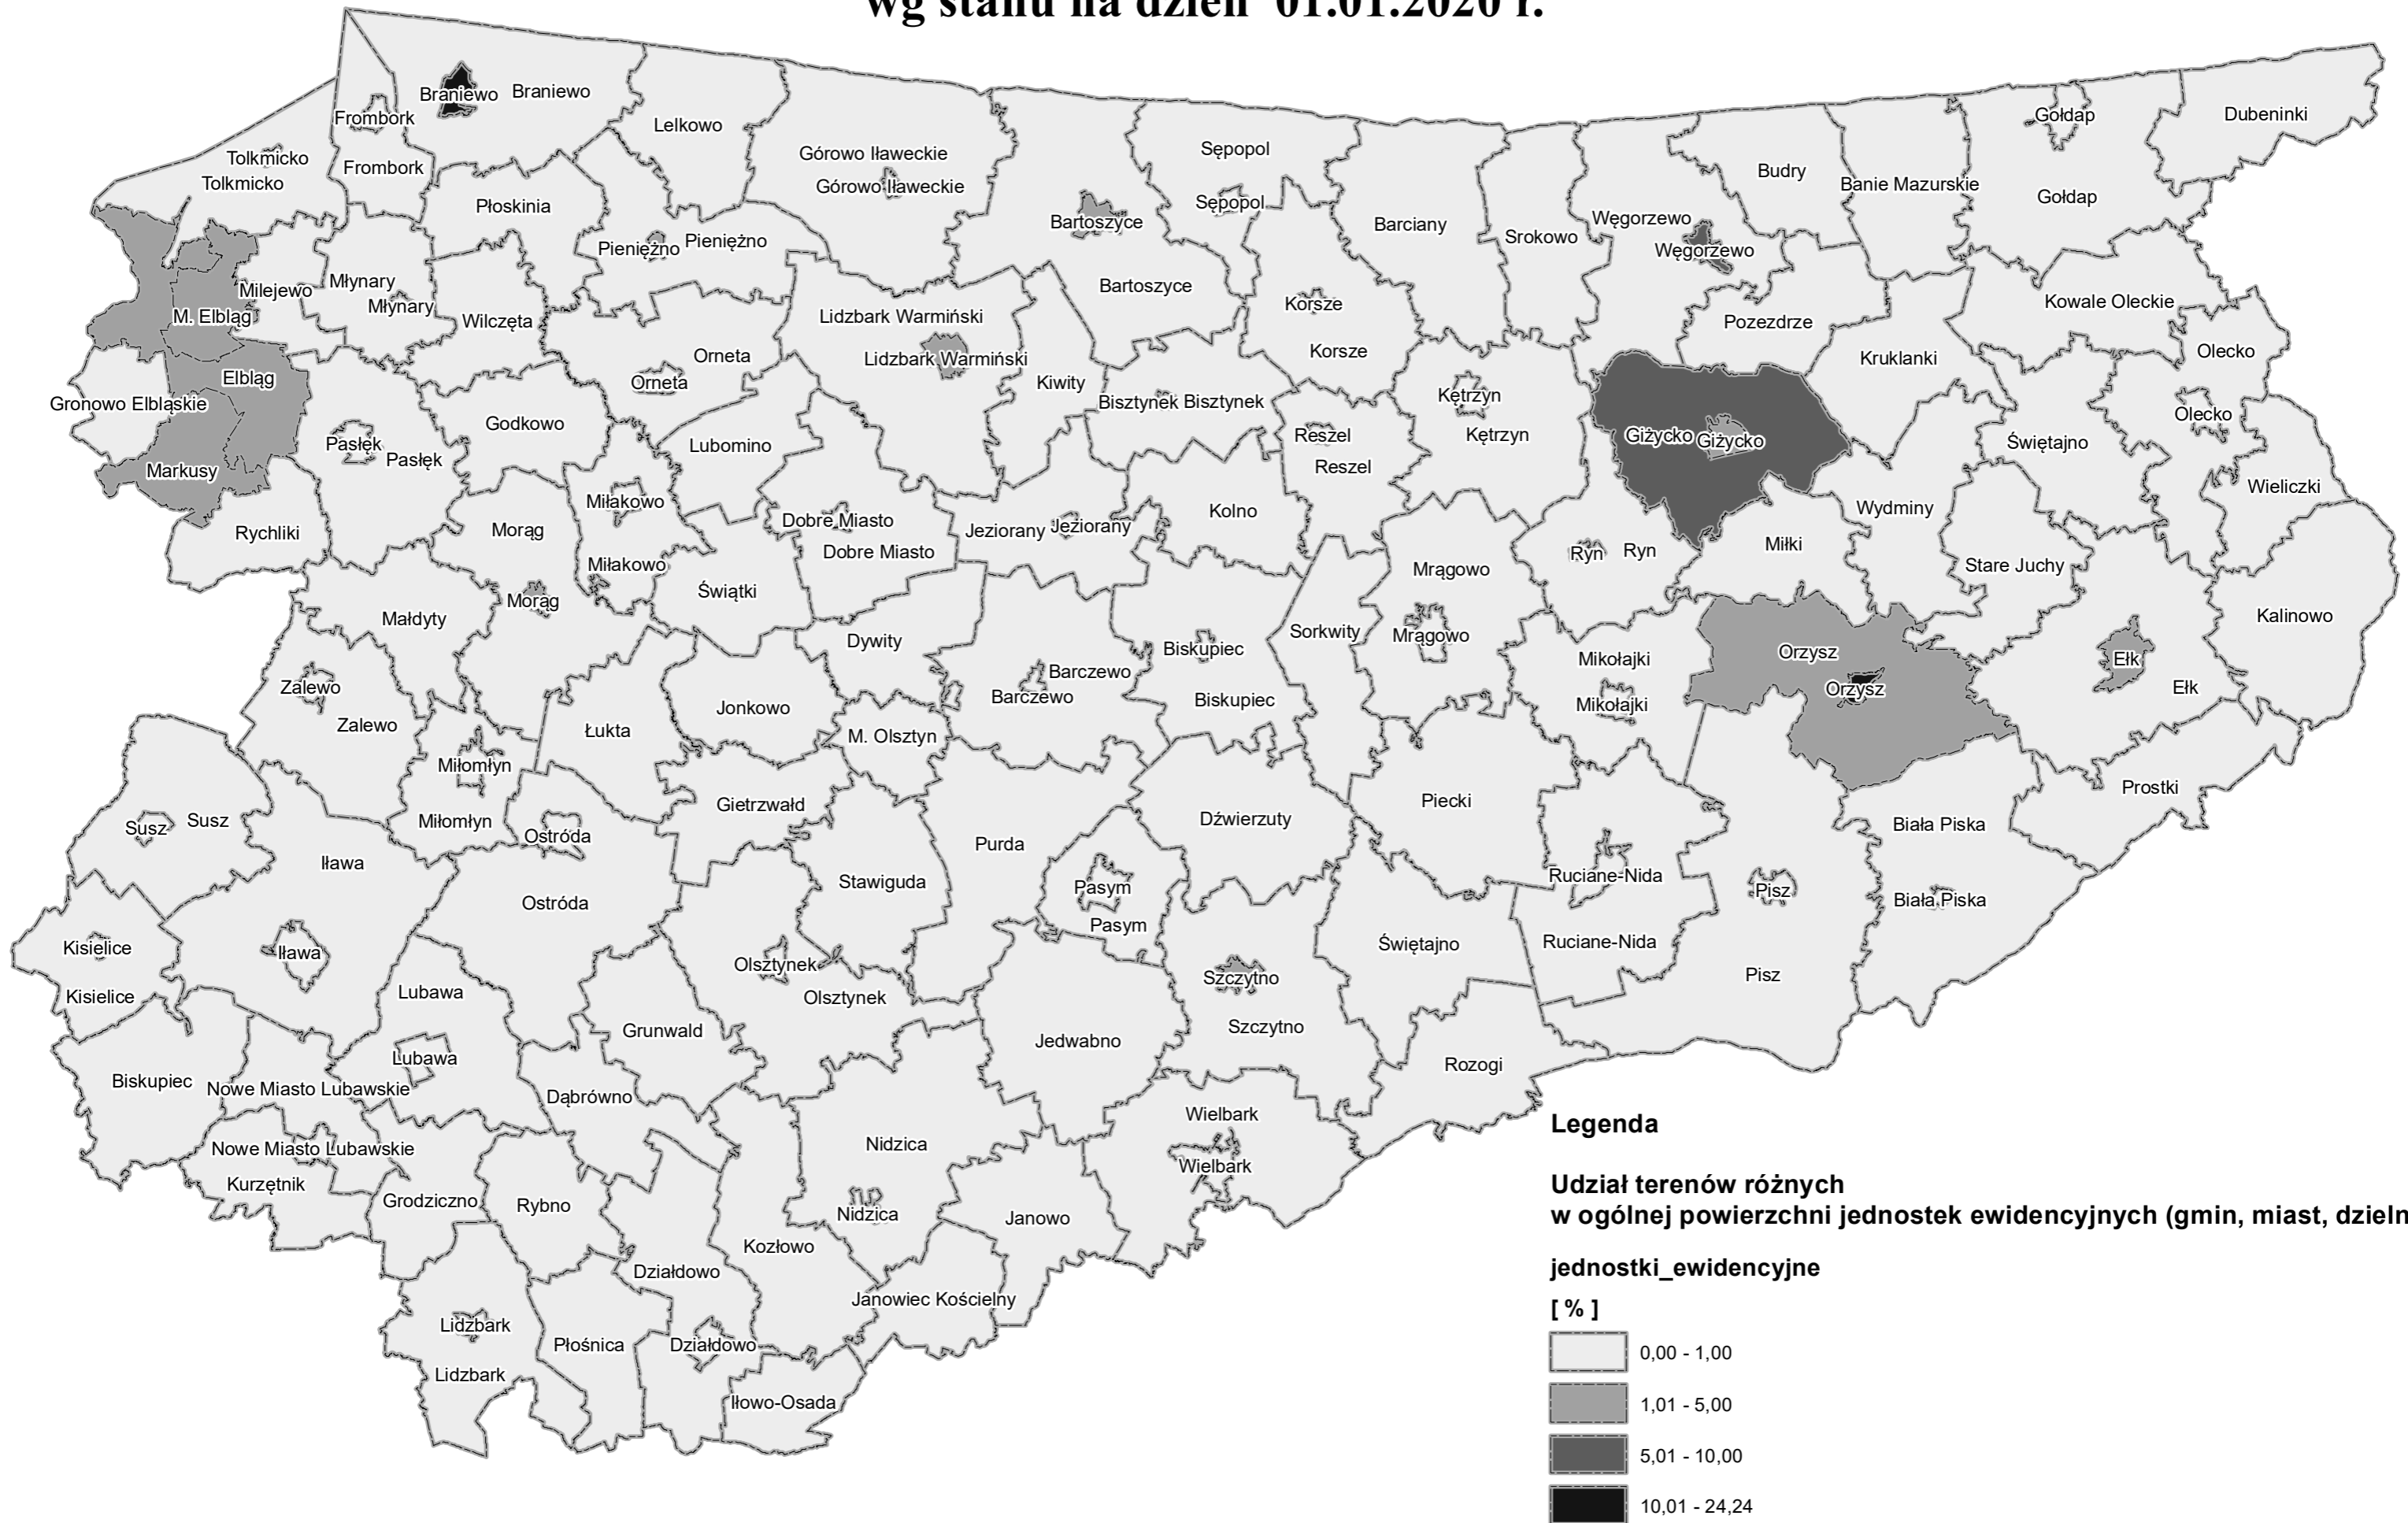 wg stanu na dzień 01.01.2020 r.
Braniewo
Braniewo
Frombork
Frombork
Lelkowo
Tolkmicko
Tolkmicko
Górowo Iławeckie
Górowo Iławeckie
Sępopol
Sępopol
Gołdap
Gołdap
Dubeninki
Budry
Banie Mazurskie
Płoskinia
Pieniężno
Pieniężno
Bartoszyce
Bartoszyce
Barciany
Srokowo
Węgorzewo
Węgorzewo
Milejewo
Młynary
Młynary
M. Elbląg
Wilczęta
Lidzbark Warmiński
Lidzbark Warmiński
Korsze
Korsze
Pozezdrze
Kowale Oleckie
Kruklanki
Olecko
Olecko
Orneta
Orneta
Elbląg
Gronowo Elbląskie
Kiwity
Bisztynek
Bisztynek
Kętrzyn
Kętrzyn
Godkowo
Pasłęk
Pasłęk
Lubomino
Reszel
Reszel
Giżycko
Giżycko
Świętajno
Markusy
Wieliczki
Rychliki
Morąg
Morąg
Miłakowo
Miłakowo
Dobre Miasto
Dobre Miasto
Jeziorany
Jeziorany
Kolno
Wydminy
Ryn
Ryn
Miłki
Stare Juchy
Mrągowo
Mrągowo
Świątki
Małdyty
Kalinowo
Dywity
Sorkwity
Biskupiec
Biskupiec
Mikołajki
Mikołajki
Orzysz
Orzysz
Ełk
Ełk
Barczewo
Barczewo
Zalewo
Zalewo
Łukta
Jonkowo
M. Olsztyn
Miłomłyn
Miłomłyn
Gietrzwałd
Piecki
Prostki
Susz
Susz
Dźwierzuty
Biała Piska
Biała Piska
Ostróda
Ostróda
Purda
Iława
Iława
Stawiguda
Pasym
Pasym
Ruciane-Nida
Ruciane-Nida
Pisz
Pisz
Kisielice
Kisielice
Świętajno
Olsztynek
Olsztynek
Szczytno
Szczytno
Lubawa
Lubawa
Grunwald
Jedwabno
Rozogi
Biskupiec
Nowe Miasto Lubawskie
Nowe Miasto Lubawskie
Dąbrówno
Wielbark
Wielbark
Nidzica
Nidzica
Kurzętnik
Grodziczno
Rybno
Janowo
Kozłowo
Działdowo
Działdowo
Janowiec Kościelny
Lidzbark
Lidzbark
Płośnica
Iłowo-Osada
Legenda
Udział terenów różnych
w ogólnej powierzchni jednostek ewidencyjnych (gmin, miast, dzieln
jednostki_ewidencyjne
[ % ]
0,00 - 1,00
1,01 - 5,00
5,01 - 10,00
10,01 - 24,24